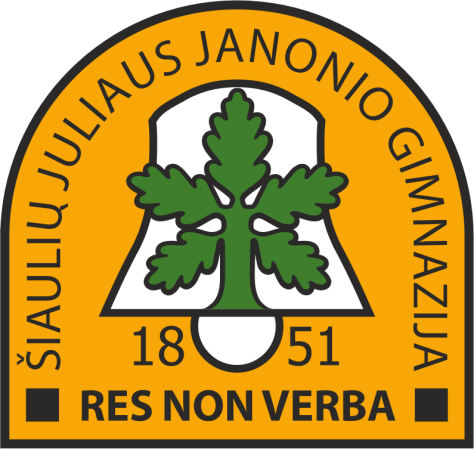 ŠIAULIŲ JULIAUS JANONIO GIMNAZIJA
18 51
RES NON VERBA